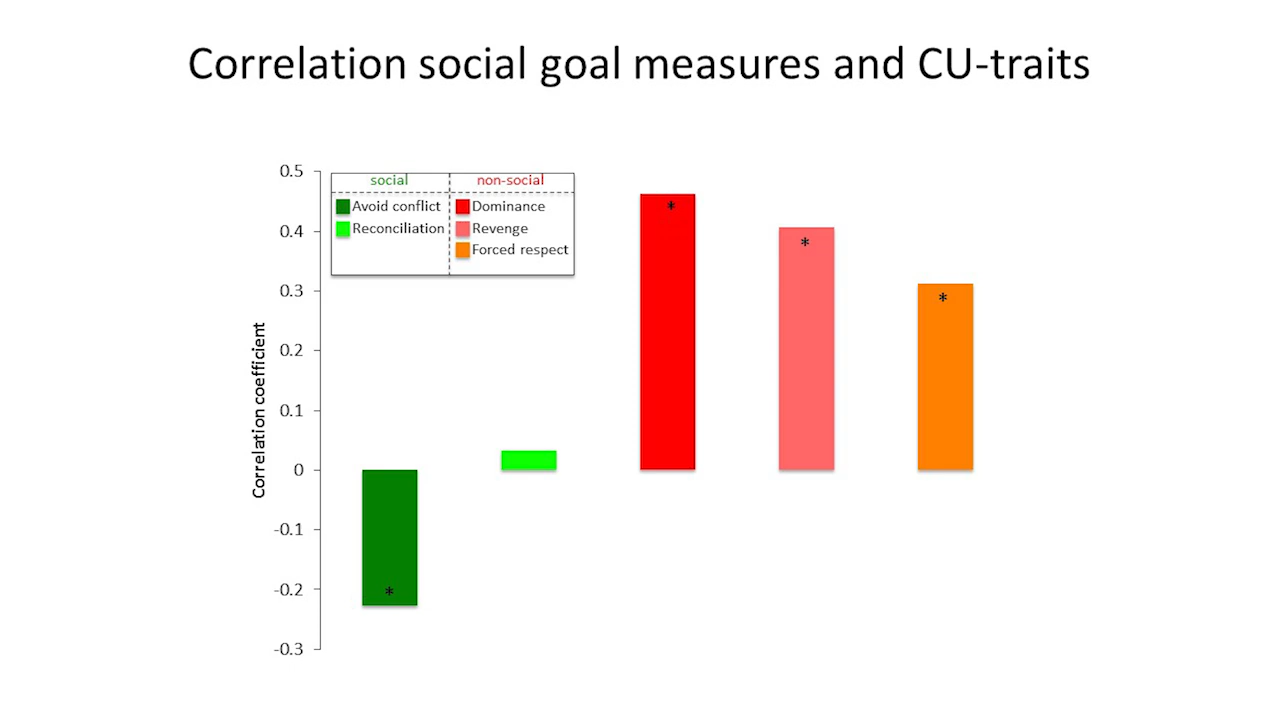 Correlation social goal measures and CU-traits
social
non-social
Avoid conflict
Dominance
Reconciliation
Revenge
Forced respect
Correlation coefficient
0.5
0.4
0.3
0.2
0.1
0
-0.1
-0.2
-0.3
*
*
*
*